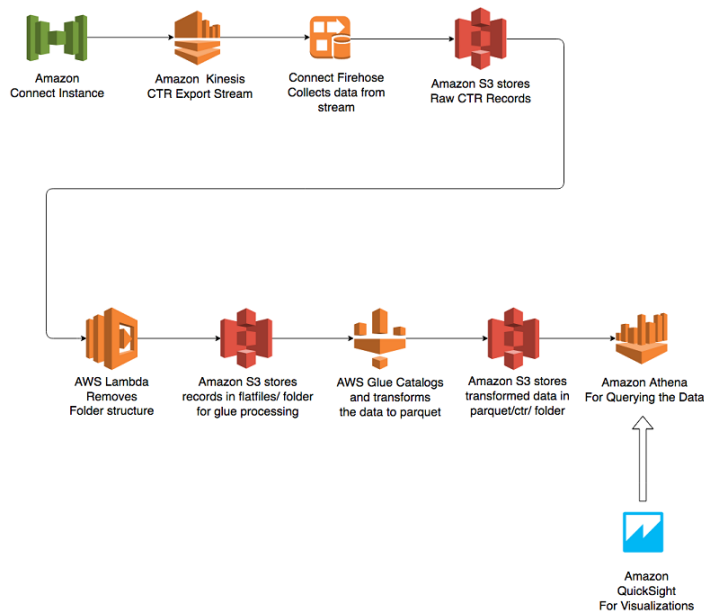 Amazon
Connect Instance
Amazon Kinesis
CTR Export Stream
Connect Firehose
Collects data from
stream
Amazon S3 stores
Raw CTR Records
AWS Lambda
Removes
Folder structure
Amazon S3 stores
records in flatfiles/ folder
for glue processing
AWS Glue Catalogs
and transforms
the data to parquet
Amazon S3 stores
transformed data in
parquet/ctr/ folder
Amazon Athena
For Querying the Data
Amazon
QuickSight
For Visualizations